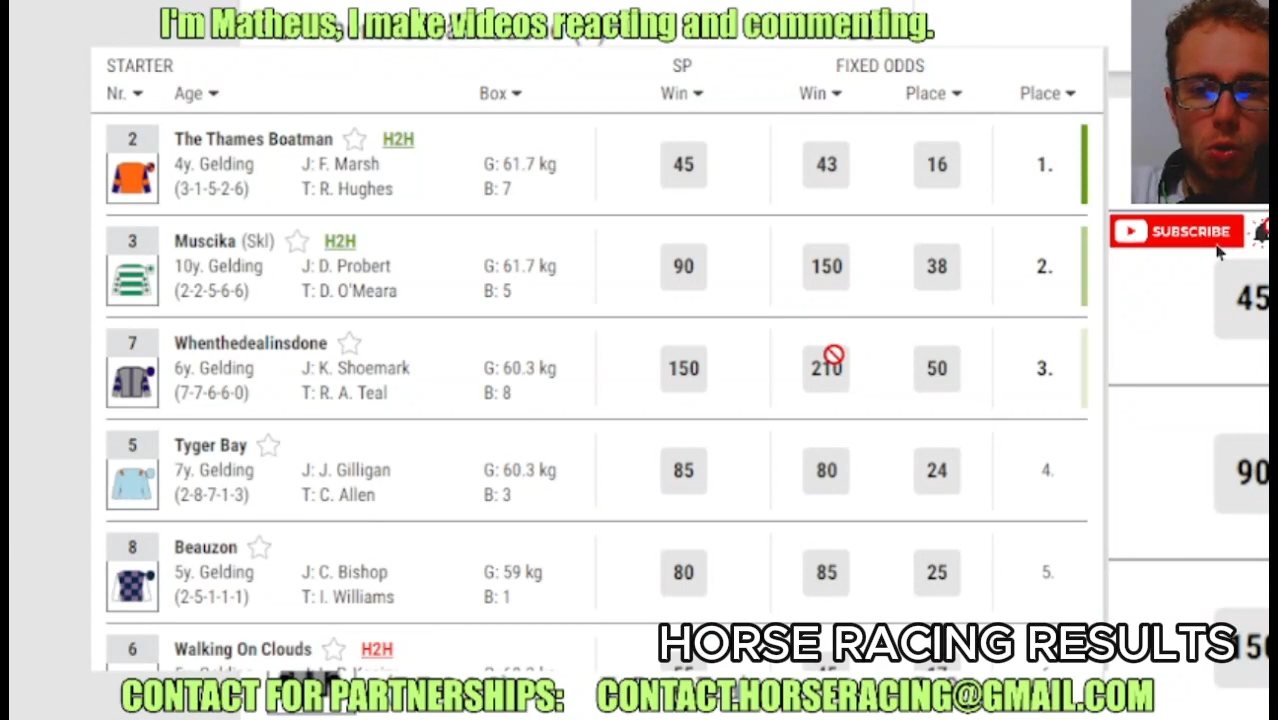 I'm Matheus, I make videos reacting and commenting.
STARTER SP FIXED ODDS
Nr. Age Box Win Win Place Place
2 The Thames Boatman H2H
4y. Gelding J: F. Marsh G: 61.7 kg 45 43 16 1.
(3-1-5-2-6) T: R. Hughes B: 7
SUBSCRIBE
3 Muscika (Skl) H2H
10y. Gelding J: D. Probert G: 61.7 kg 90 150 38 2.
(2-2-5-6-6) T: D. O'Meara B: 5
45
7 Whenthedealinsdone
6y. Gelding J: K. Shoemark G: 60.3 kg 150 210 50 3.
(7-7-6-6-0) T: R. A. Teal B: 8
5 Tyger Bay
7y. Gelding J: J. Gilligan G: 60.3 kg 85 80 24 4.
(2-8-7-1-3) T: C. Allen B: 3
90
8 Beauzon
5y. Gelding J: C. Bishop G: 59 kg 80 85 25 5.
(2-5-1-1-1) T: I. Williams B: 1
6 Walking On Clouds H2H
HORSE RACING RESULTS
CONTACT FOR PARTNERSHIPS: CONTACT.HORSERACING@GMAIL.COM